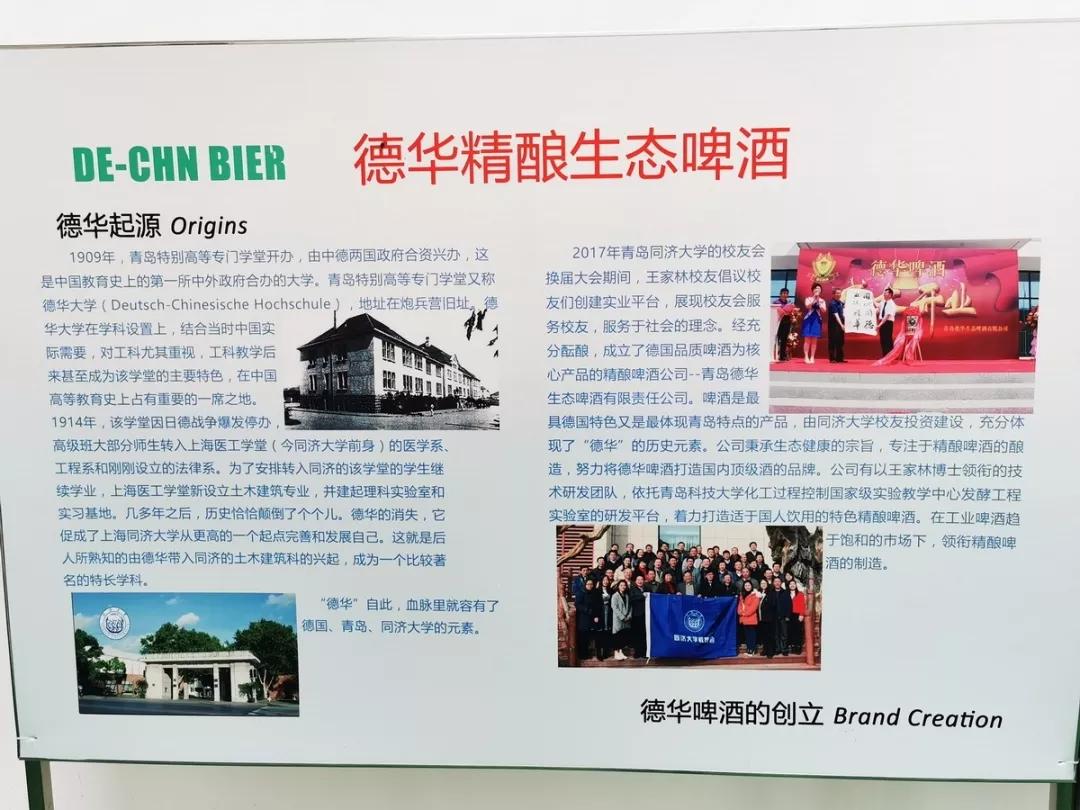 DE-CHN BIER
德华精酿生态啤酒
德华起源 Origins
1909年，青岛特别高等专门学堂开办，由中德两国政府合资兴办，这
是中国教育史上的第一所中外政府合办的大学。青岛特别高等专门学堂又称
德华大学（Deutsch-Chinesische Hochschule），地址在炮兵营旧址。德
华大学在学科设置上，结合当时中国实
际需要，对工科尤其重视，工科教学后
来甚至成为该学堂的主要特色，在中国
高等教育史上占有重要的一席之地。
1914年，该学堂因日德战争爆发停办，
高级班大部分师生转入上海医工学堂（今同济大学前身）的医学系、
工程系和刚刚设立的法律系。为了安排转入同济的该学堂的学生继
续学业，上海医工学堂新设立土木建筑专业，并建起理科实验室和
实习基地。几多年之后，历史恰恰颠倒了个个儿。德华的消失，它
促成了上海同济大学从更高的一个起点完善和发展自己。这就是后
人所熟知的由德华带入同济的土木建筑科的兴起，成为一个比较著
名的特长学科。
“德华”自此，血脉里就容有了
德国、青岛、同济大学的元素。
2017年青岛同济大学的校友会
换届大会期间，王家林校友倡议校
友们创建实业平台，展现校友会服
务校友，服务于社会的理念。经充
分酝酿，成立了德国品质啤酒为核
心产品的精酿啤酒公司--青岛德华
生态啤酒有限责任公司。啤酒是最
具德国特色又是最体现青岛特点的产品，由同济大学校友投资建设，充分体
现了“德华”的历史元素。公司秉承生态健康的宗旨，专注于精酿啤酒的酿
造，努力将德华啤酒打造国内顶级酒的品牌。公司有以王家林博士领衔的技
术研发团队，依托青岛科技大学化工过程控制国家级实验教学中心发酵工程
实验室的研发平台，着力打造适于国人饮用的特色精酿啤酒。在工业啤酒趋
于饱和的市场下，领衔精酿啤
酒的制造。
德华啤酒
开业
德华啤酒的创立 Brand Creation